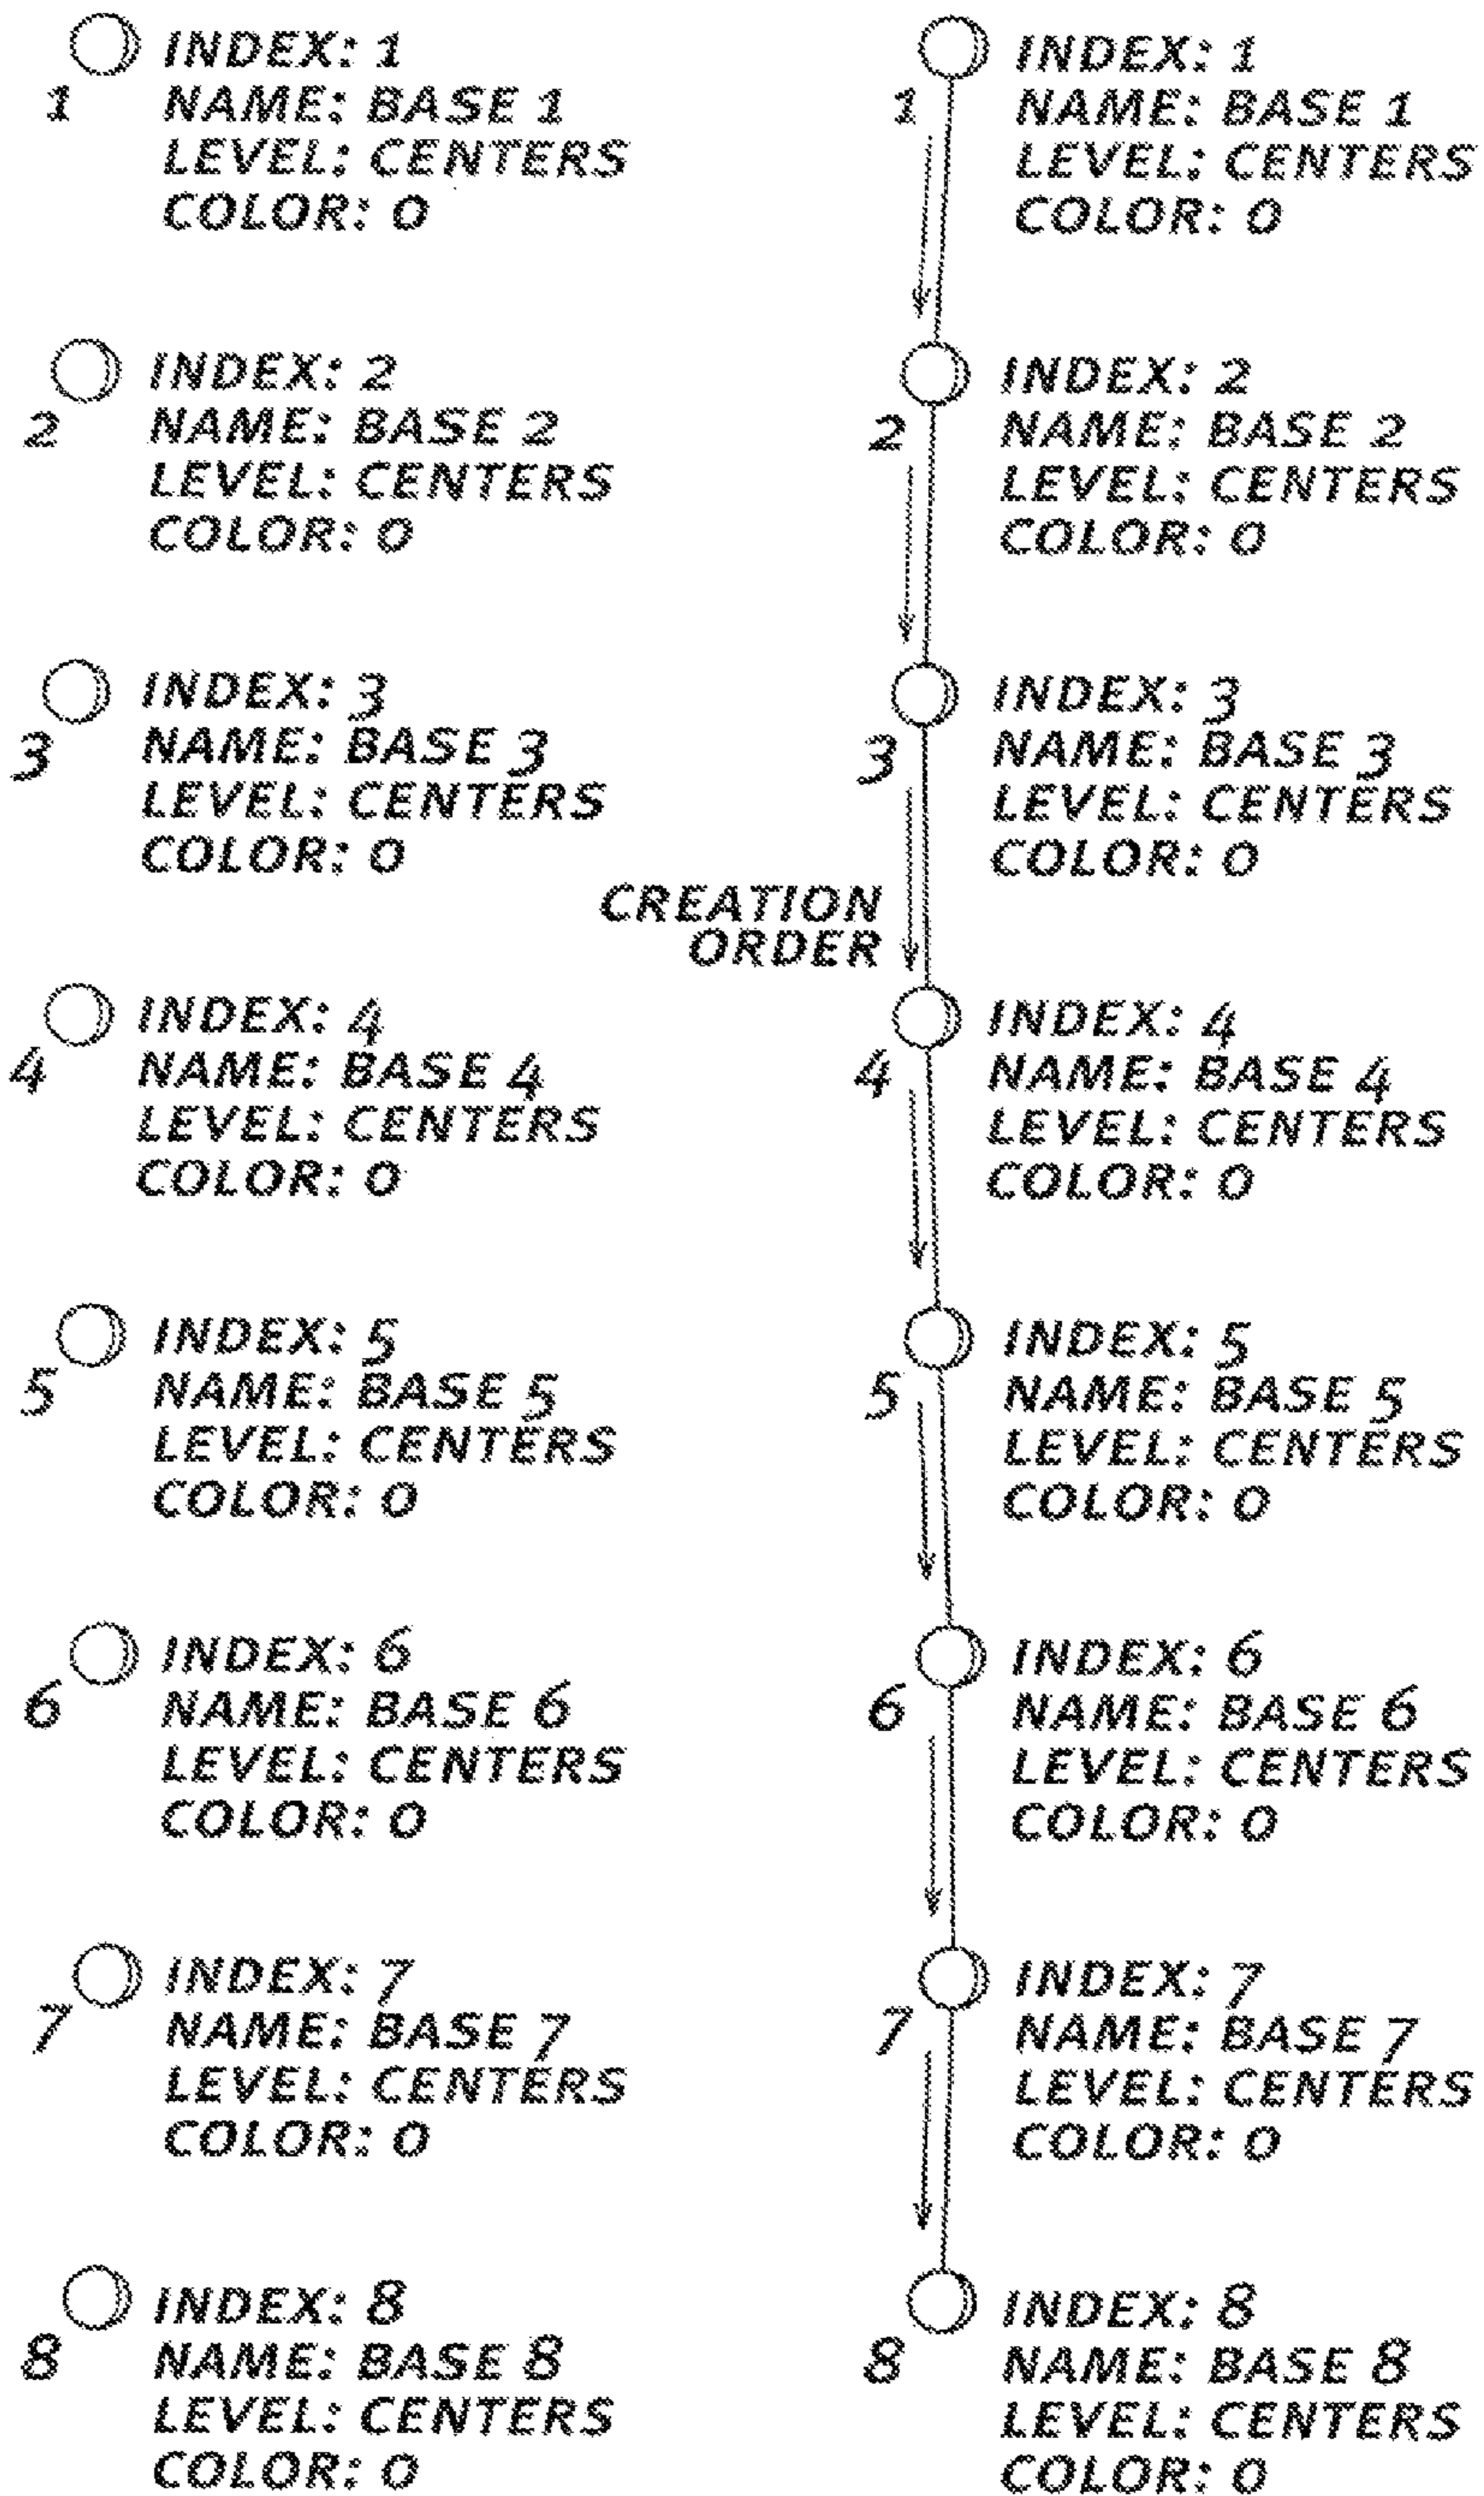 INDEX: 1
1
NAME: BASE 1
LEVEL: CENTERS
COLOR: 0
INDEX: 2
2
NAME: BASE 2
LEVEL: CENTERS
COLOR: 0
INDEX: 3
3
NAME: BASE 3
LEVEL: CENTERS
COLOR: 0
INDEX: 4
4
NAME: BASE 4
LEVEL: CENTERS
COLOR: 0
INDEX: 5
5
NAME: BASE 5
LEVEL: CENTERS
COLOR: 0
INDEX: 6
6
NAME: BASE 6
LEVEL: CENTERS
COLOR: 0
INDEX: 7
7
NAME: BASE 7
LEVEL: CENTERS
COLOR: 0
INDEX: 8
8
NAME: BASE 8
LEVEL: CENTERS
COLOR: 0
INDEX: 1
1
NAME: BASE 1
LEVEL: CENTERS
COLOR: 0
INDEX: 2
2
NAME: BASE 2
LEVEL: CENTERS
COLOR: 0
INDEX: 3
3
NAME: BASE 3
LEVEL: CENTERS
COLOR: 0
CREATION
ORDER
INDEX: 4
4
NAME: BASE 4
LEVEL: CENTERS
COLOR: 0
INDEX: 5
5
NAME: BASE 5
LEVEL: CENTERS
COLOR: 0
INDEX: 6
6
NAME: BASE 6
LEVEL: CENTERS
COLOR: 0
INDEX: 7
7
NAME: BASE 7
LEVEL: CENTERS
COLOR: 0
INDEX: 8
8
NAME: BASE 8
LEVEL: CENTERS
COLOR: 0